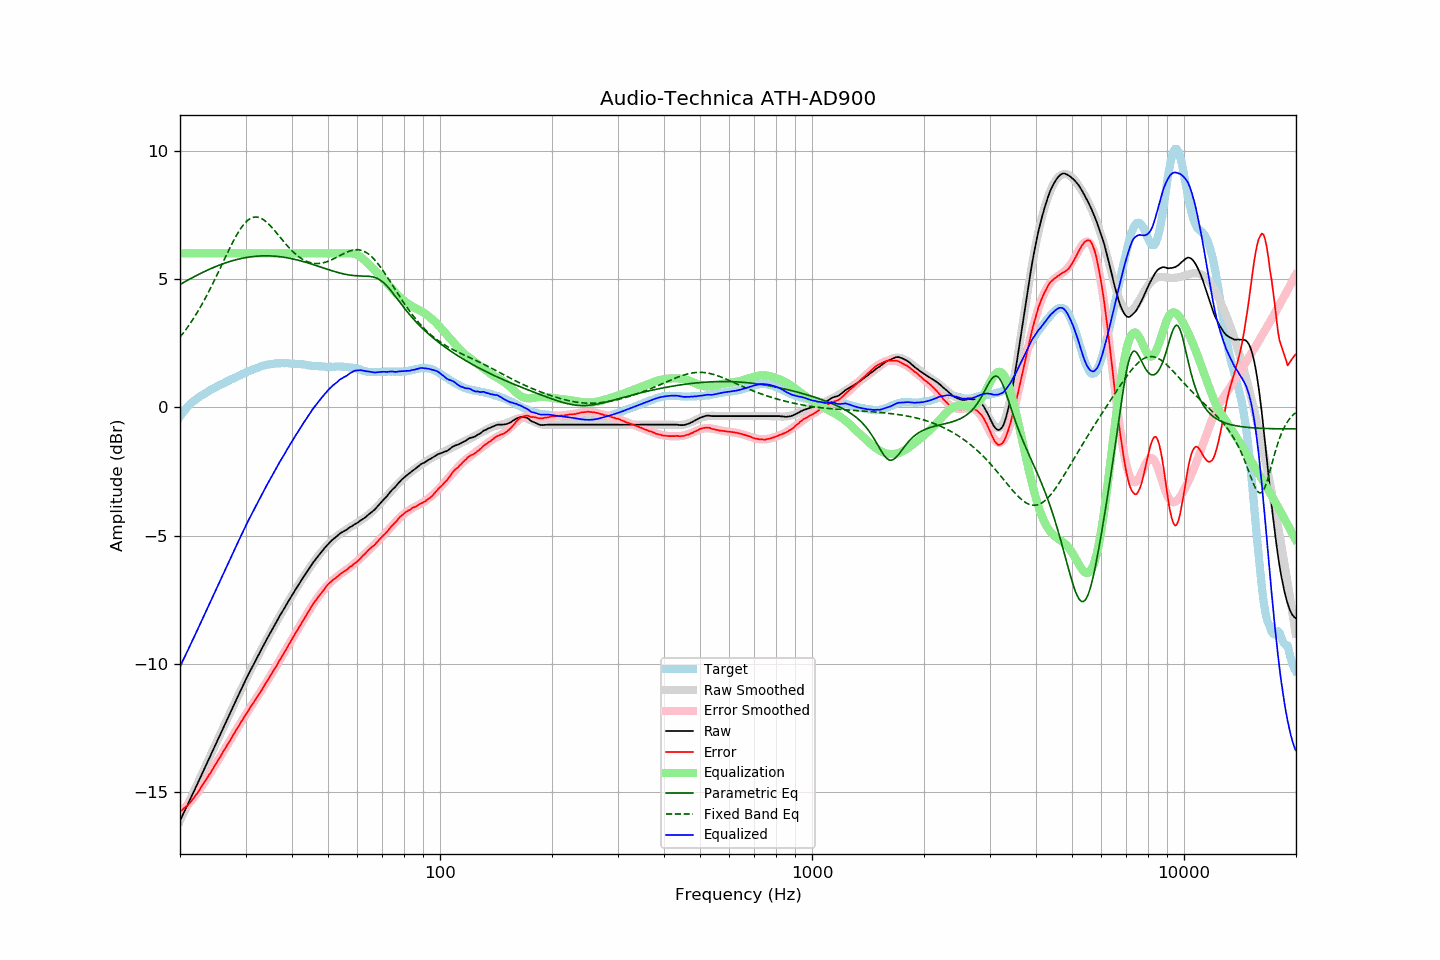 Audio-Technica ATH-AD900
Amplitude (dBr)
10
5
0
−5
−10
−15
100
1000
10000
Frequency (Hz)
Target
Raw Smoothed
Error Smoothed
Raw
Error
Equalization
Parametric Eq
Fixed Band Eq
Equalized